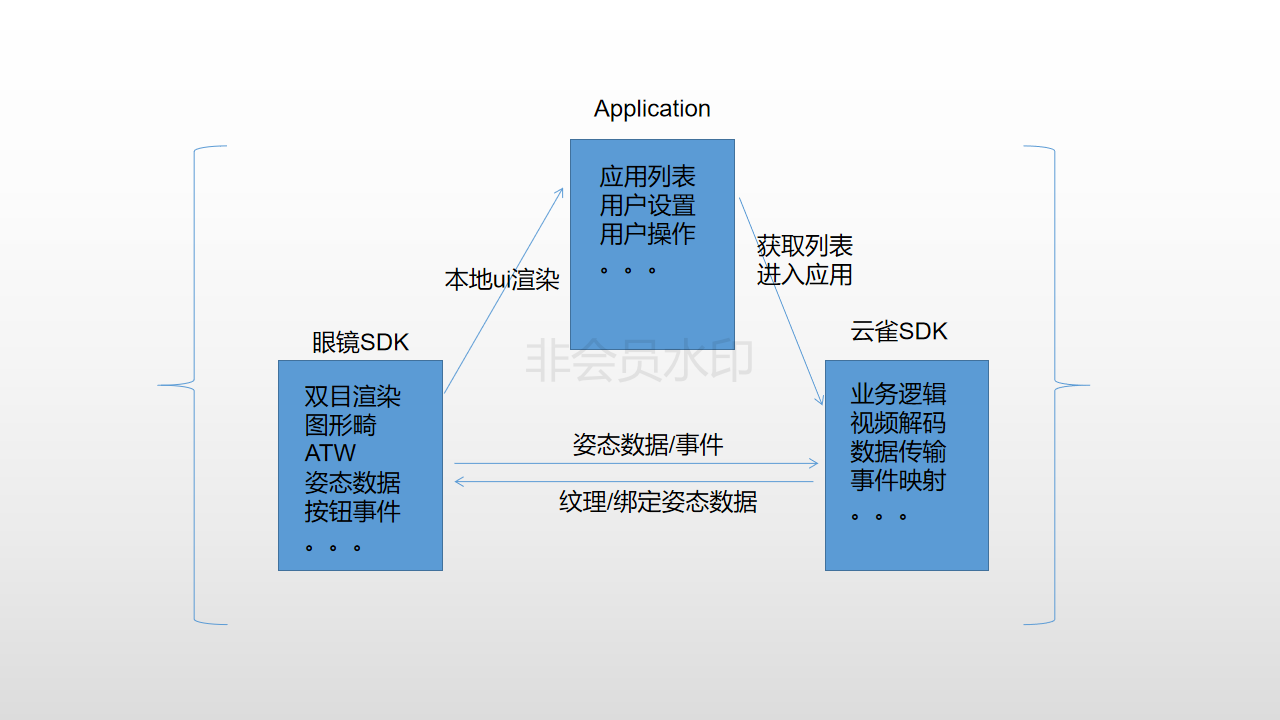 Application
应用列表
用户设置
用户操作
。。。
获取列表
进入应用
本地ui渲染
眼镜SDK
云雀SDK
非会员水印
双目渲染
图形畸
ATW
姿态数据
按钮事件
。。。
姿态数据/事件
纹理/绑定姿态数据
业务逻辑
视频解码
数据传输
事件映射
。。。